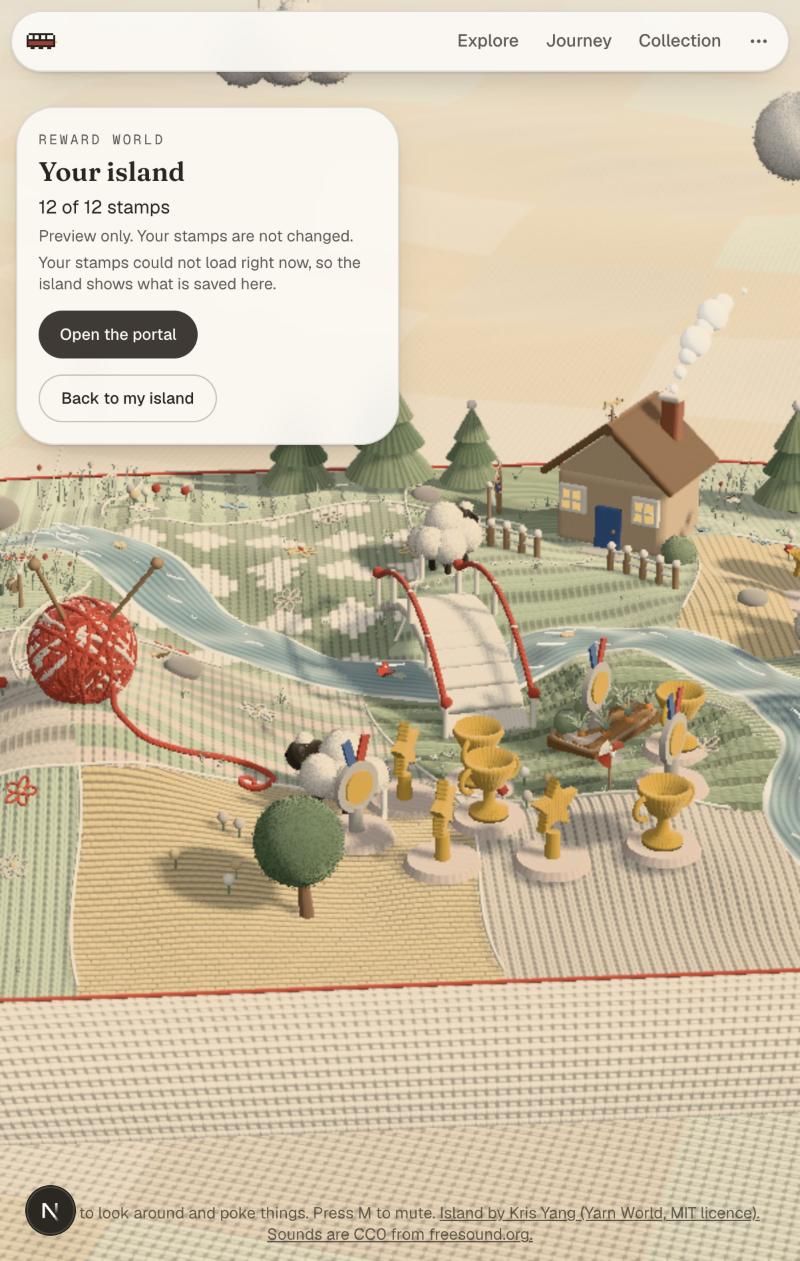 Explore Journey Collection
REWARD WORLD
Your island
12 of 12 stamps
Preview only. Your stamps are not changed.
Your stamps could not load right now, so the
island shows what is saved here.
Open the portal
Back to my island
N to look around and poke things. Press M to mute. Island by Kris Yang (Yarn World, MIT licence).
Sounds are CC0 from freesound.org.